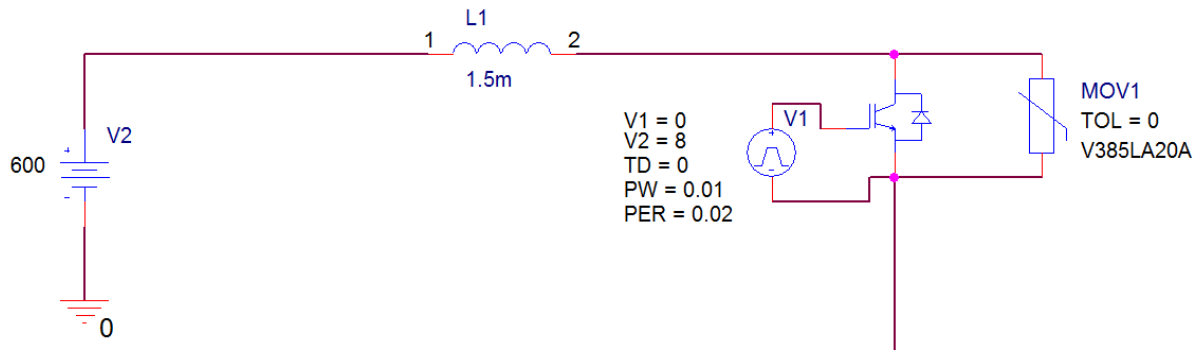 L1
1
2
1.5m
V2
600
+
-
0
V1 = 0
V2 = 8
TD = 0
PW = 0.01
PER = 0.02
V1
+
-
MOV1
TOL = 0
V385LA20A